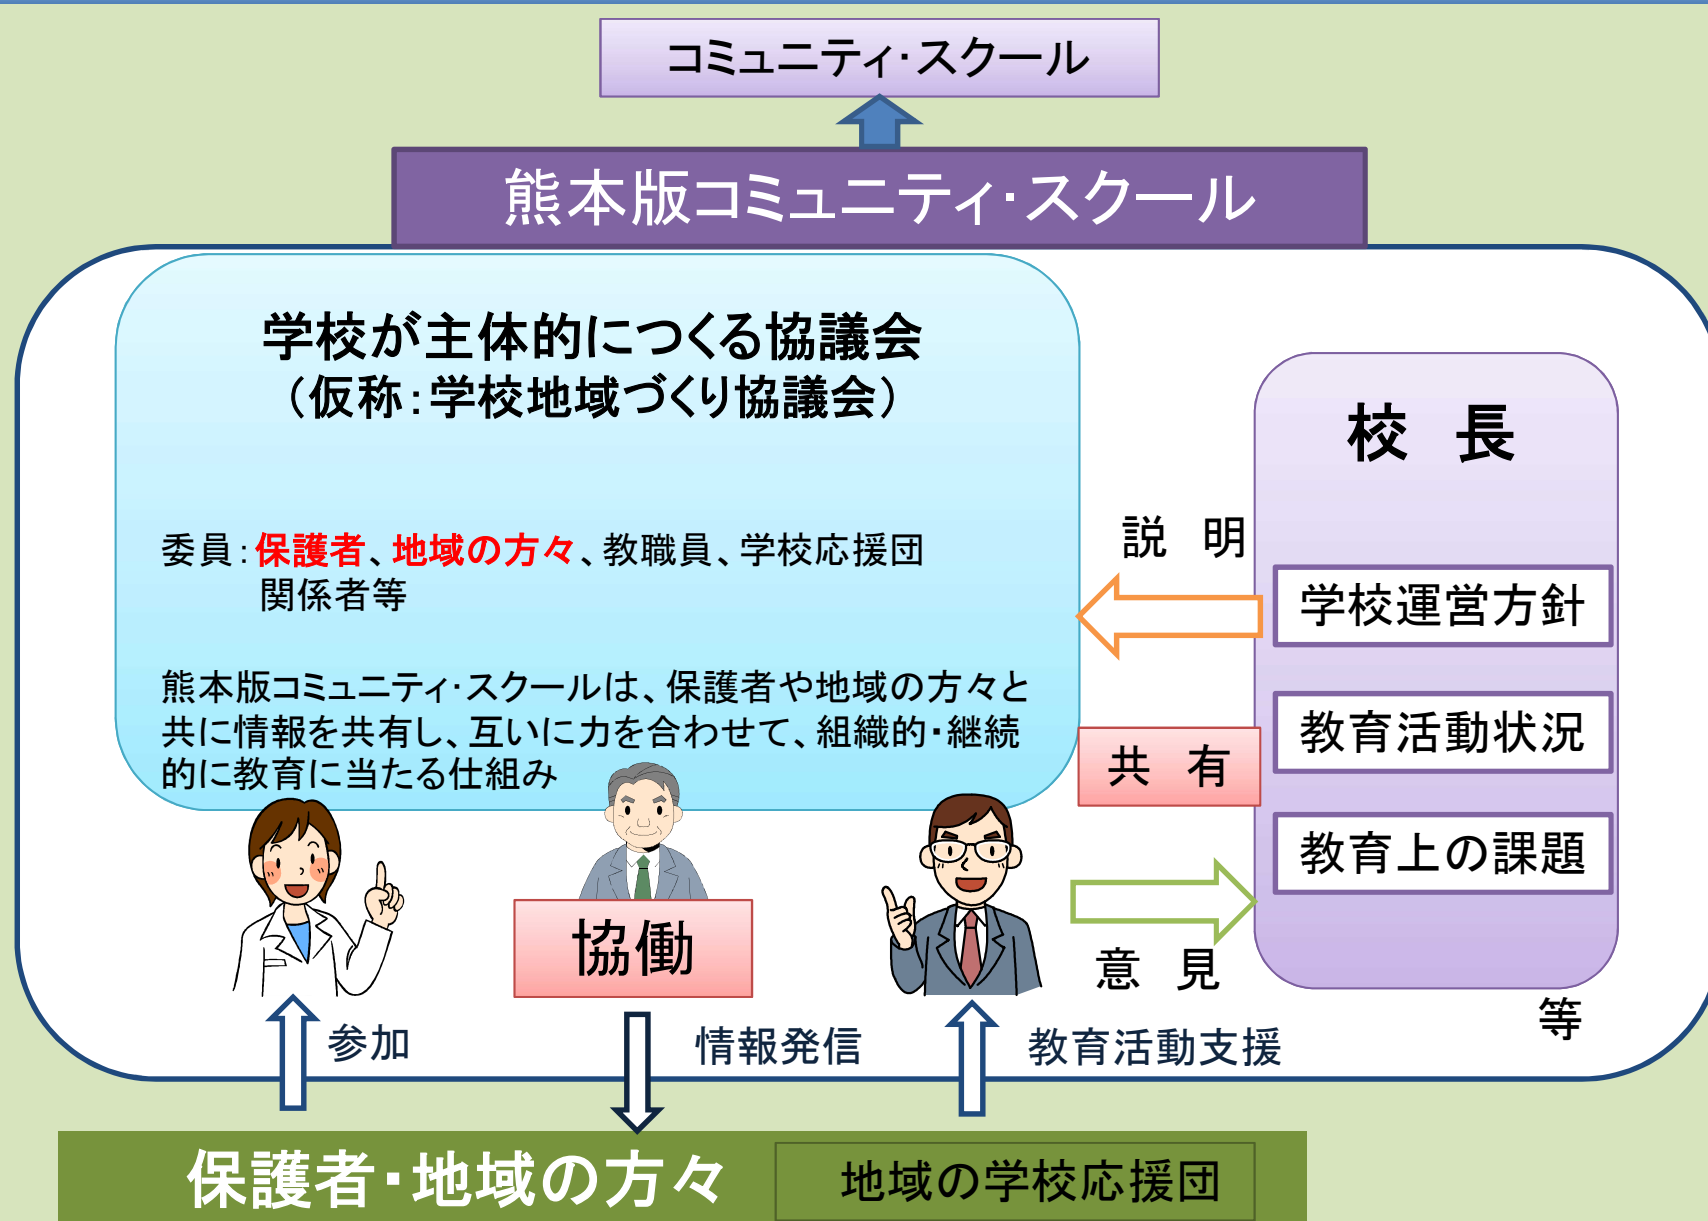 コミュニティ・スクール
熊本版コミュニティ・スクール
学校が主体的につくる協議会
（仮称：学校地域づくり協議会）
委員：保護者、地域の方々、教職員、学校応援団
関係者等
熊本版コミュニティ・スクールは、保護者や地域の方々と
共に情報を共有し、互いに力を合わせて、組織的・継続
的に教育に当たる仕組み
校　長
説　明
学校運営方針
教育活動状況
共　有
教育上の課題
協働
意　見
等
参加
情報発信
教育活動支援
保護者・地域の方々
地域の学校応援団